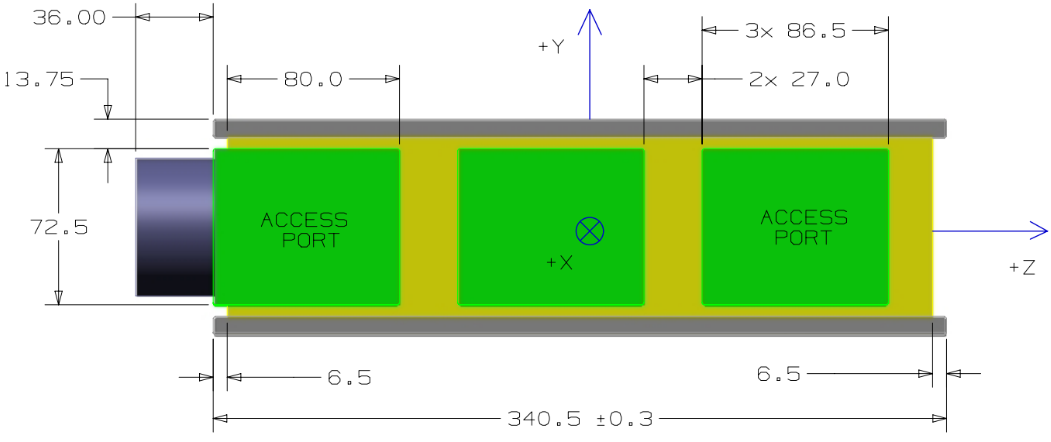 36.00
+Y
3x 86.5
13.75
80.0
2x 27.0
72.5
ACCESS
PORT
ACCESS
PORT
+X
+Z
6.5
6.5
340.5 ±0.3